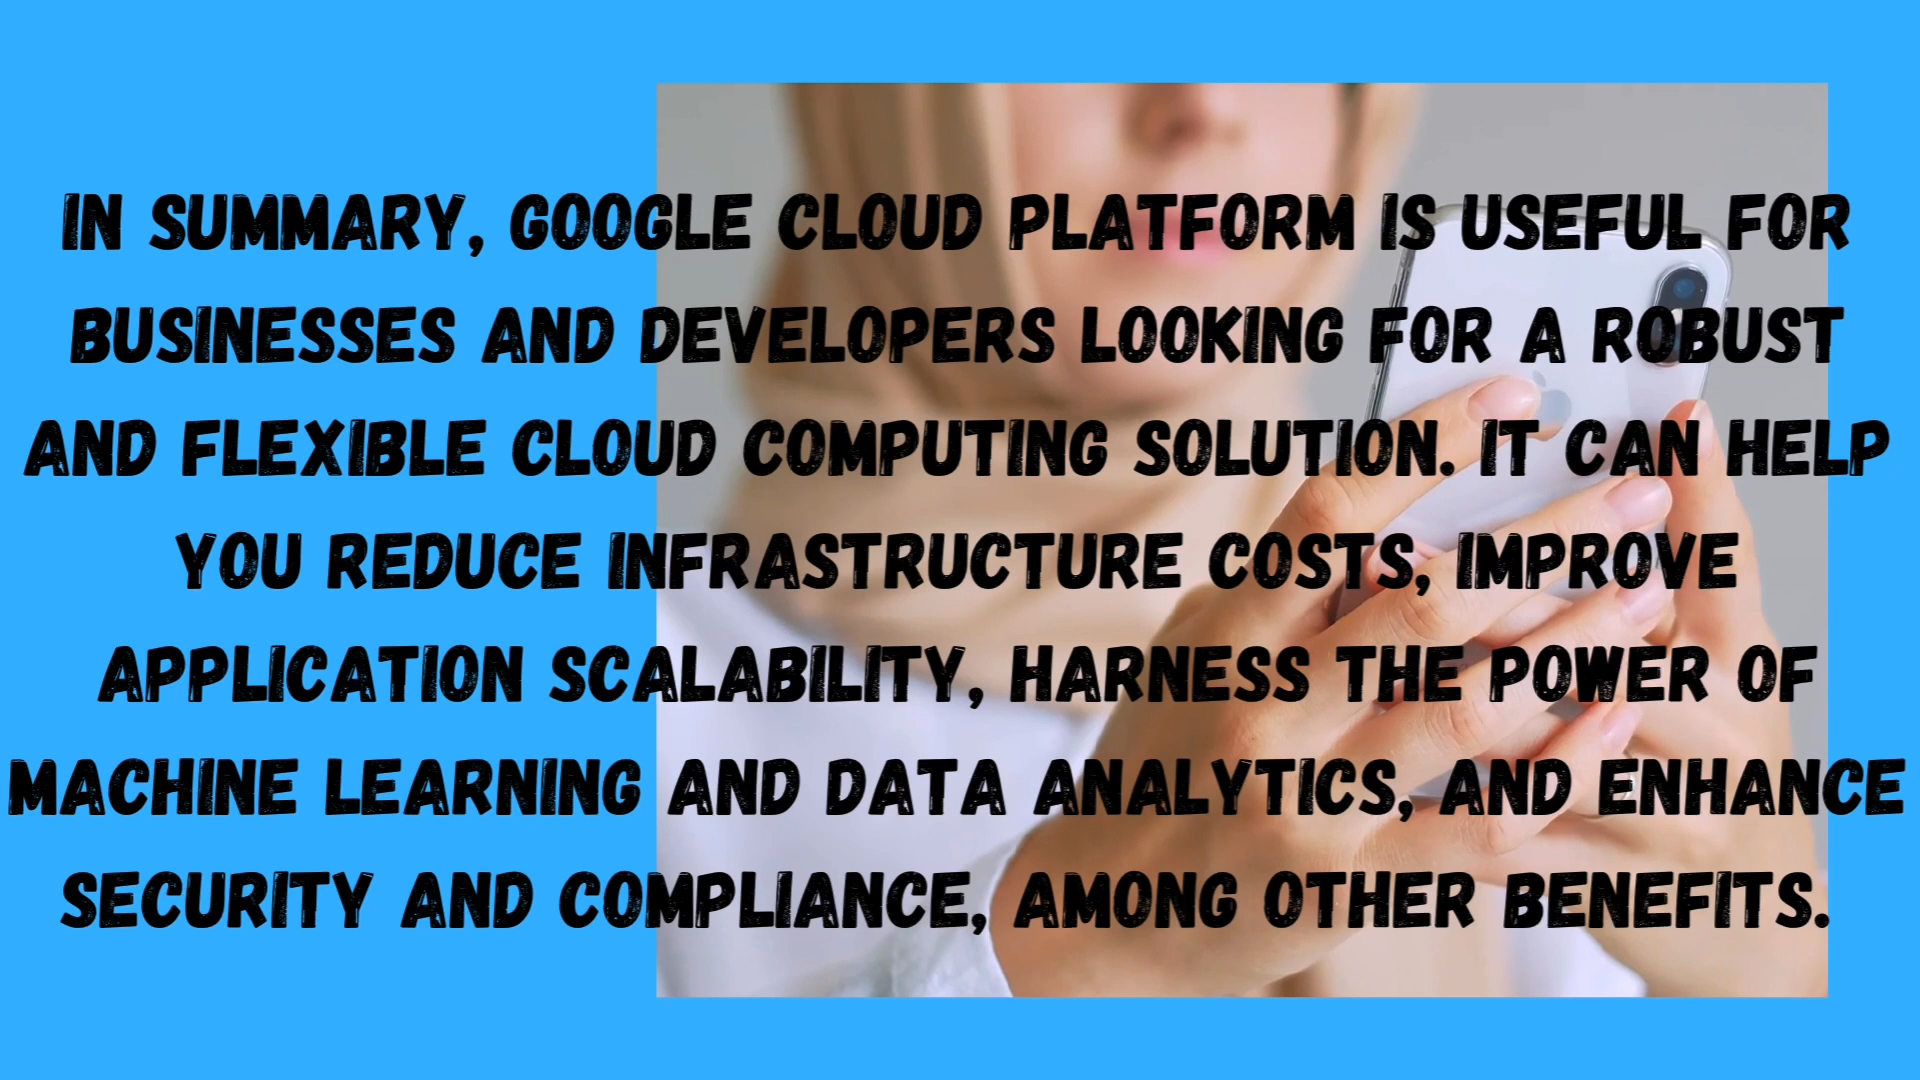 IN SUMMARY, GOOGLE CLOUD PLATFORM IS USEFUL FOR
BUSINESSES AND DEVELOPERS LOOKING FOR A ROBUST
AND FLEXIBLE CLOUD COMPUTING SOLUTION. IT CAN HELP
YOU REDUCE INFRASTRUCTURE COSTS, IMPROVE
APPLICATION SCALABILITY, HARNESS THE POWER OF
MACHINE LEARNING AND DATA ANALYTICS, AND ENHANCE
SECURITY AND COMPLIANCE, AMONG OTHER BENEFITS.